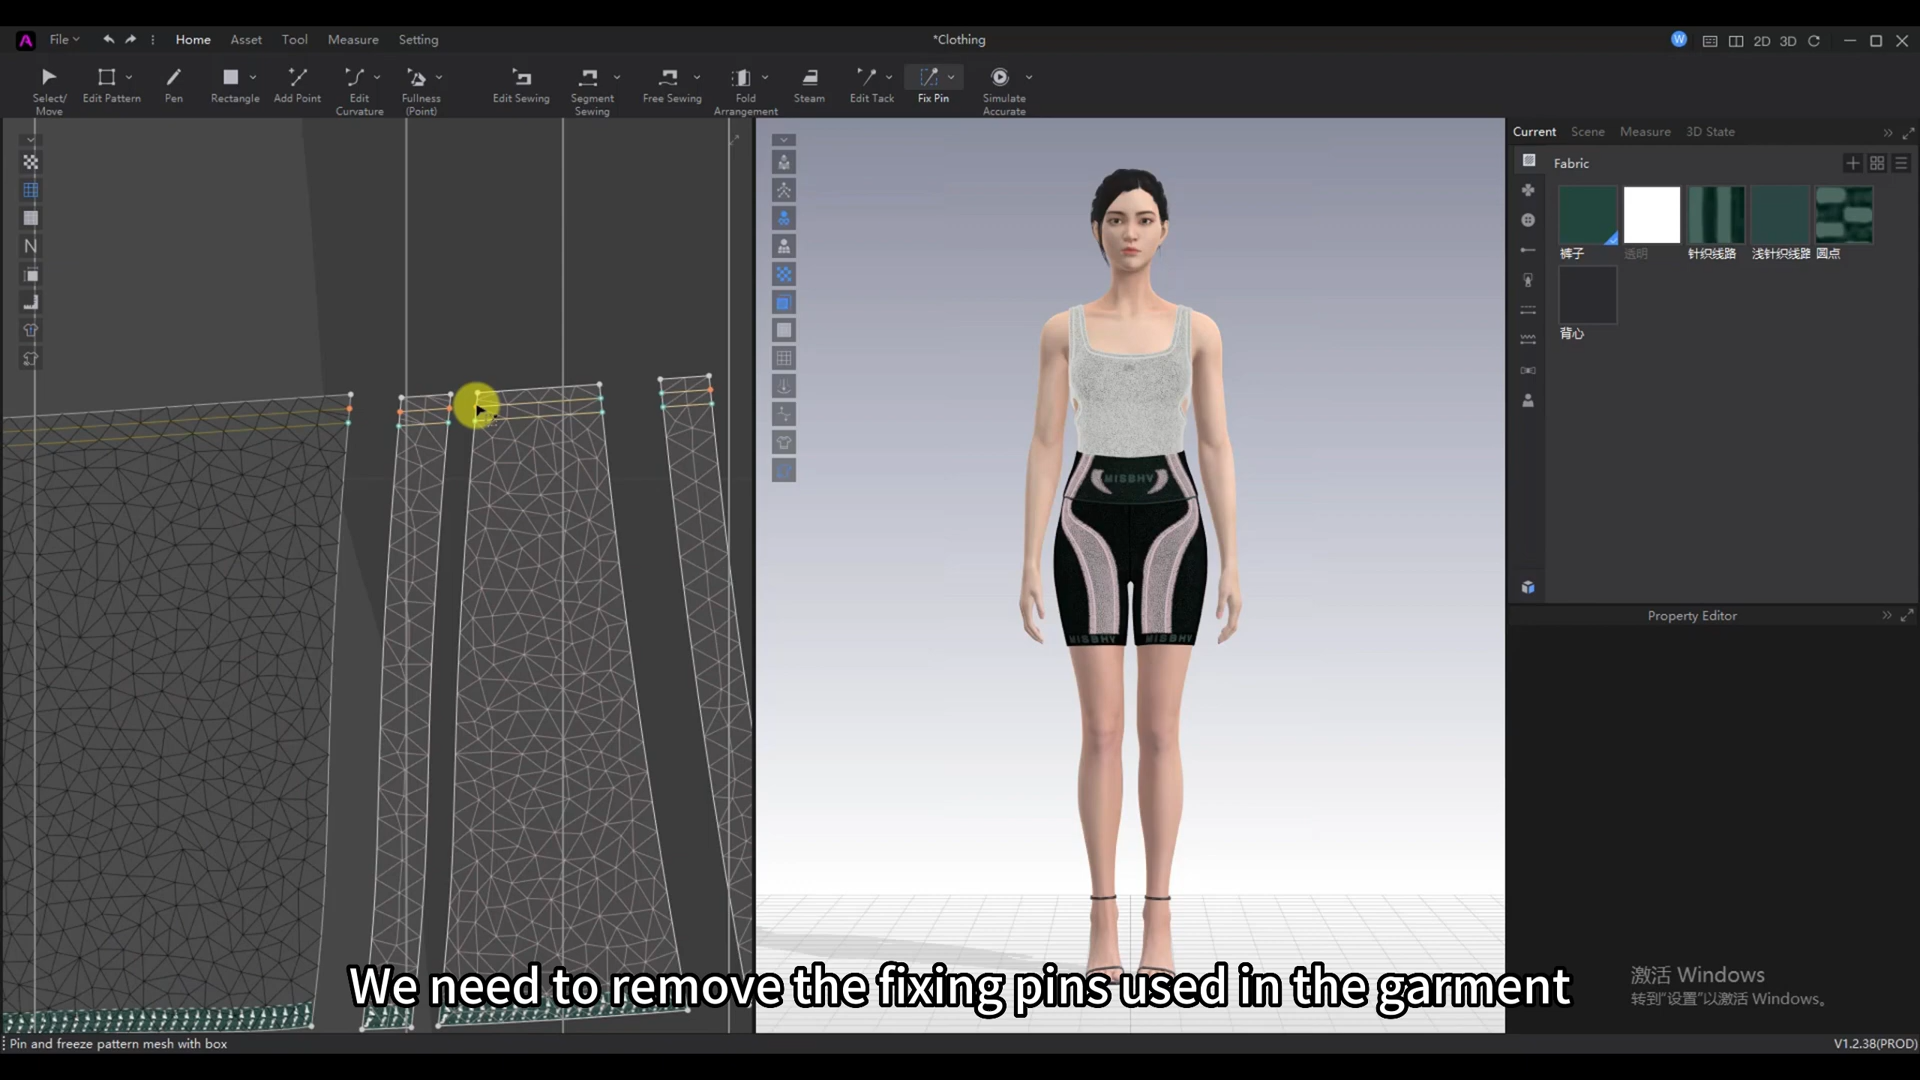 File
Home
Asset
Tool
Measure
Setting
*Clothing
W
2D
3D
Select/
Move
Edit Pattern
Pen
Rectangle
Add Point
Edit
Curvature
Fullness
(Point)
Edit Sewing
Segment
Sewing
Free Sewing
Fold
Arrangement
Steam
Edit Tack
Fix Pin
Simulate
Accurate
Current
Scene
Measure
3D State
Fabric
裤子
透明
针织线路
浅针织线路
圆点
背心
Property Editor
MISBHV
MISBHV
MISBHV
We need to remove the fixing pins used in the garment
激活 Windows
转到“设置”以激活 Windows。
Pin and freeze pattern mesh with box
V1.2.38(PROD)